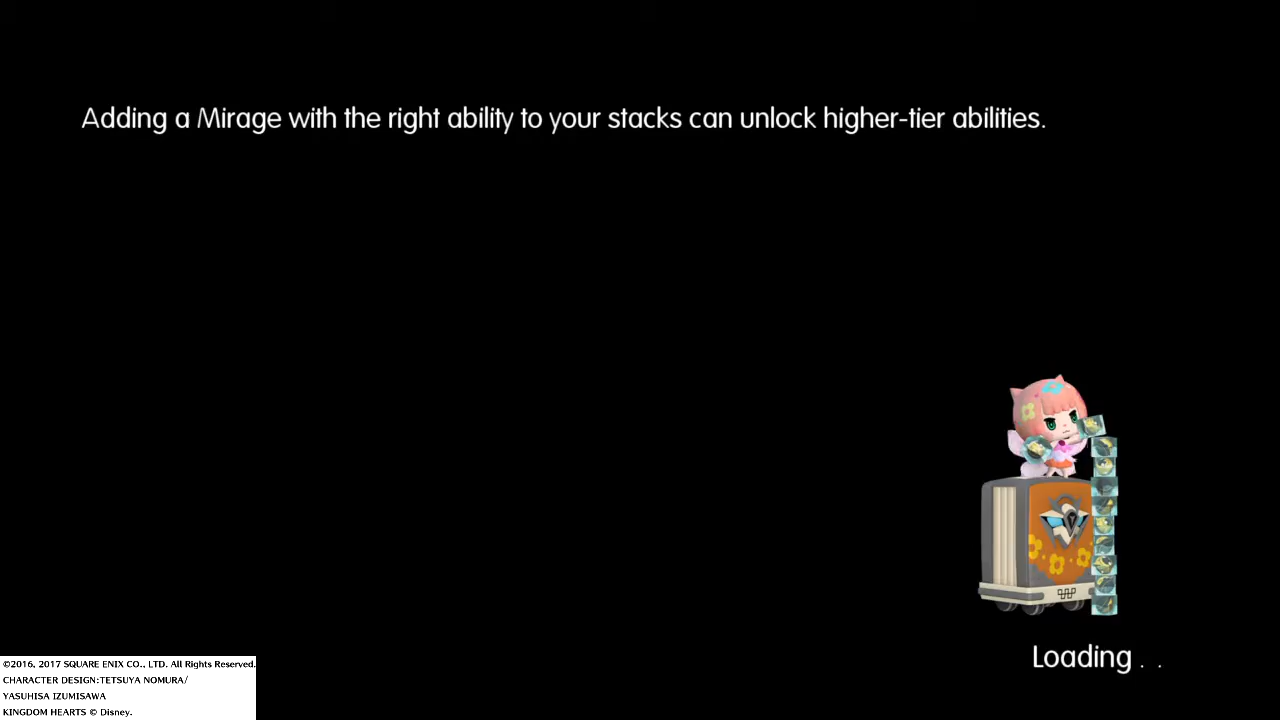 Adding a Mirage with the right ability to your stacks can unlock higher-tier abilities.
Loading . .
©2016, 2017 SQUARE ENIX CO., LTD. All Rights Reserved.
CHARACTER DESIGN:TETSUYA NOMURA/
YASUHISA IZUMISAWA
KINGDOM HEARTS © Disney.